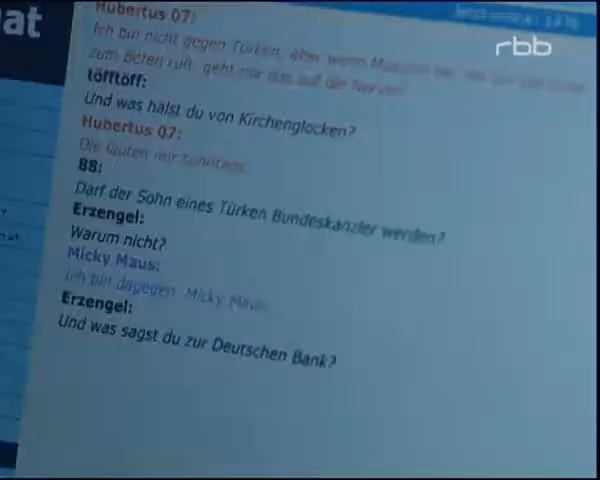 at
rbb
Hubertus 07:
Ich bin nicht gegen Türken, aber wenn
zum Beten ruft, geht mir das auf die Nerven
löfftöff:
Und was hälst du von Kirchenglocken?
Hubertus 07:
Die läuten nur sonntags.
88:
Darf der Sohn eines Türken Bundeskanzler werden?
Erzengel:
Warum nicht?
Micky Maus:
Ich bin dagegen. Micky Maus
Erzengel:
Und was sagst du zur Deutschen Bank?